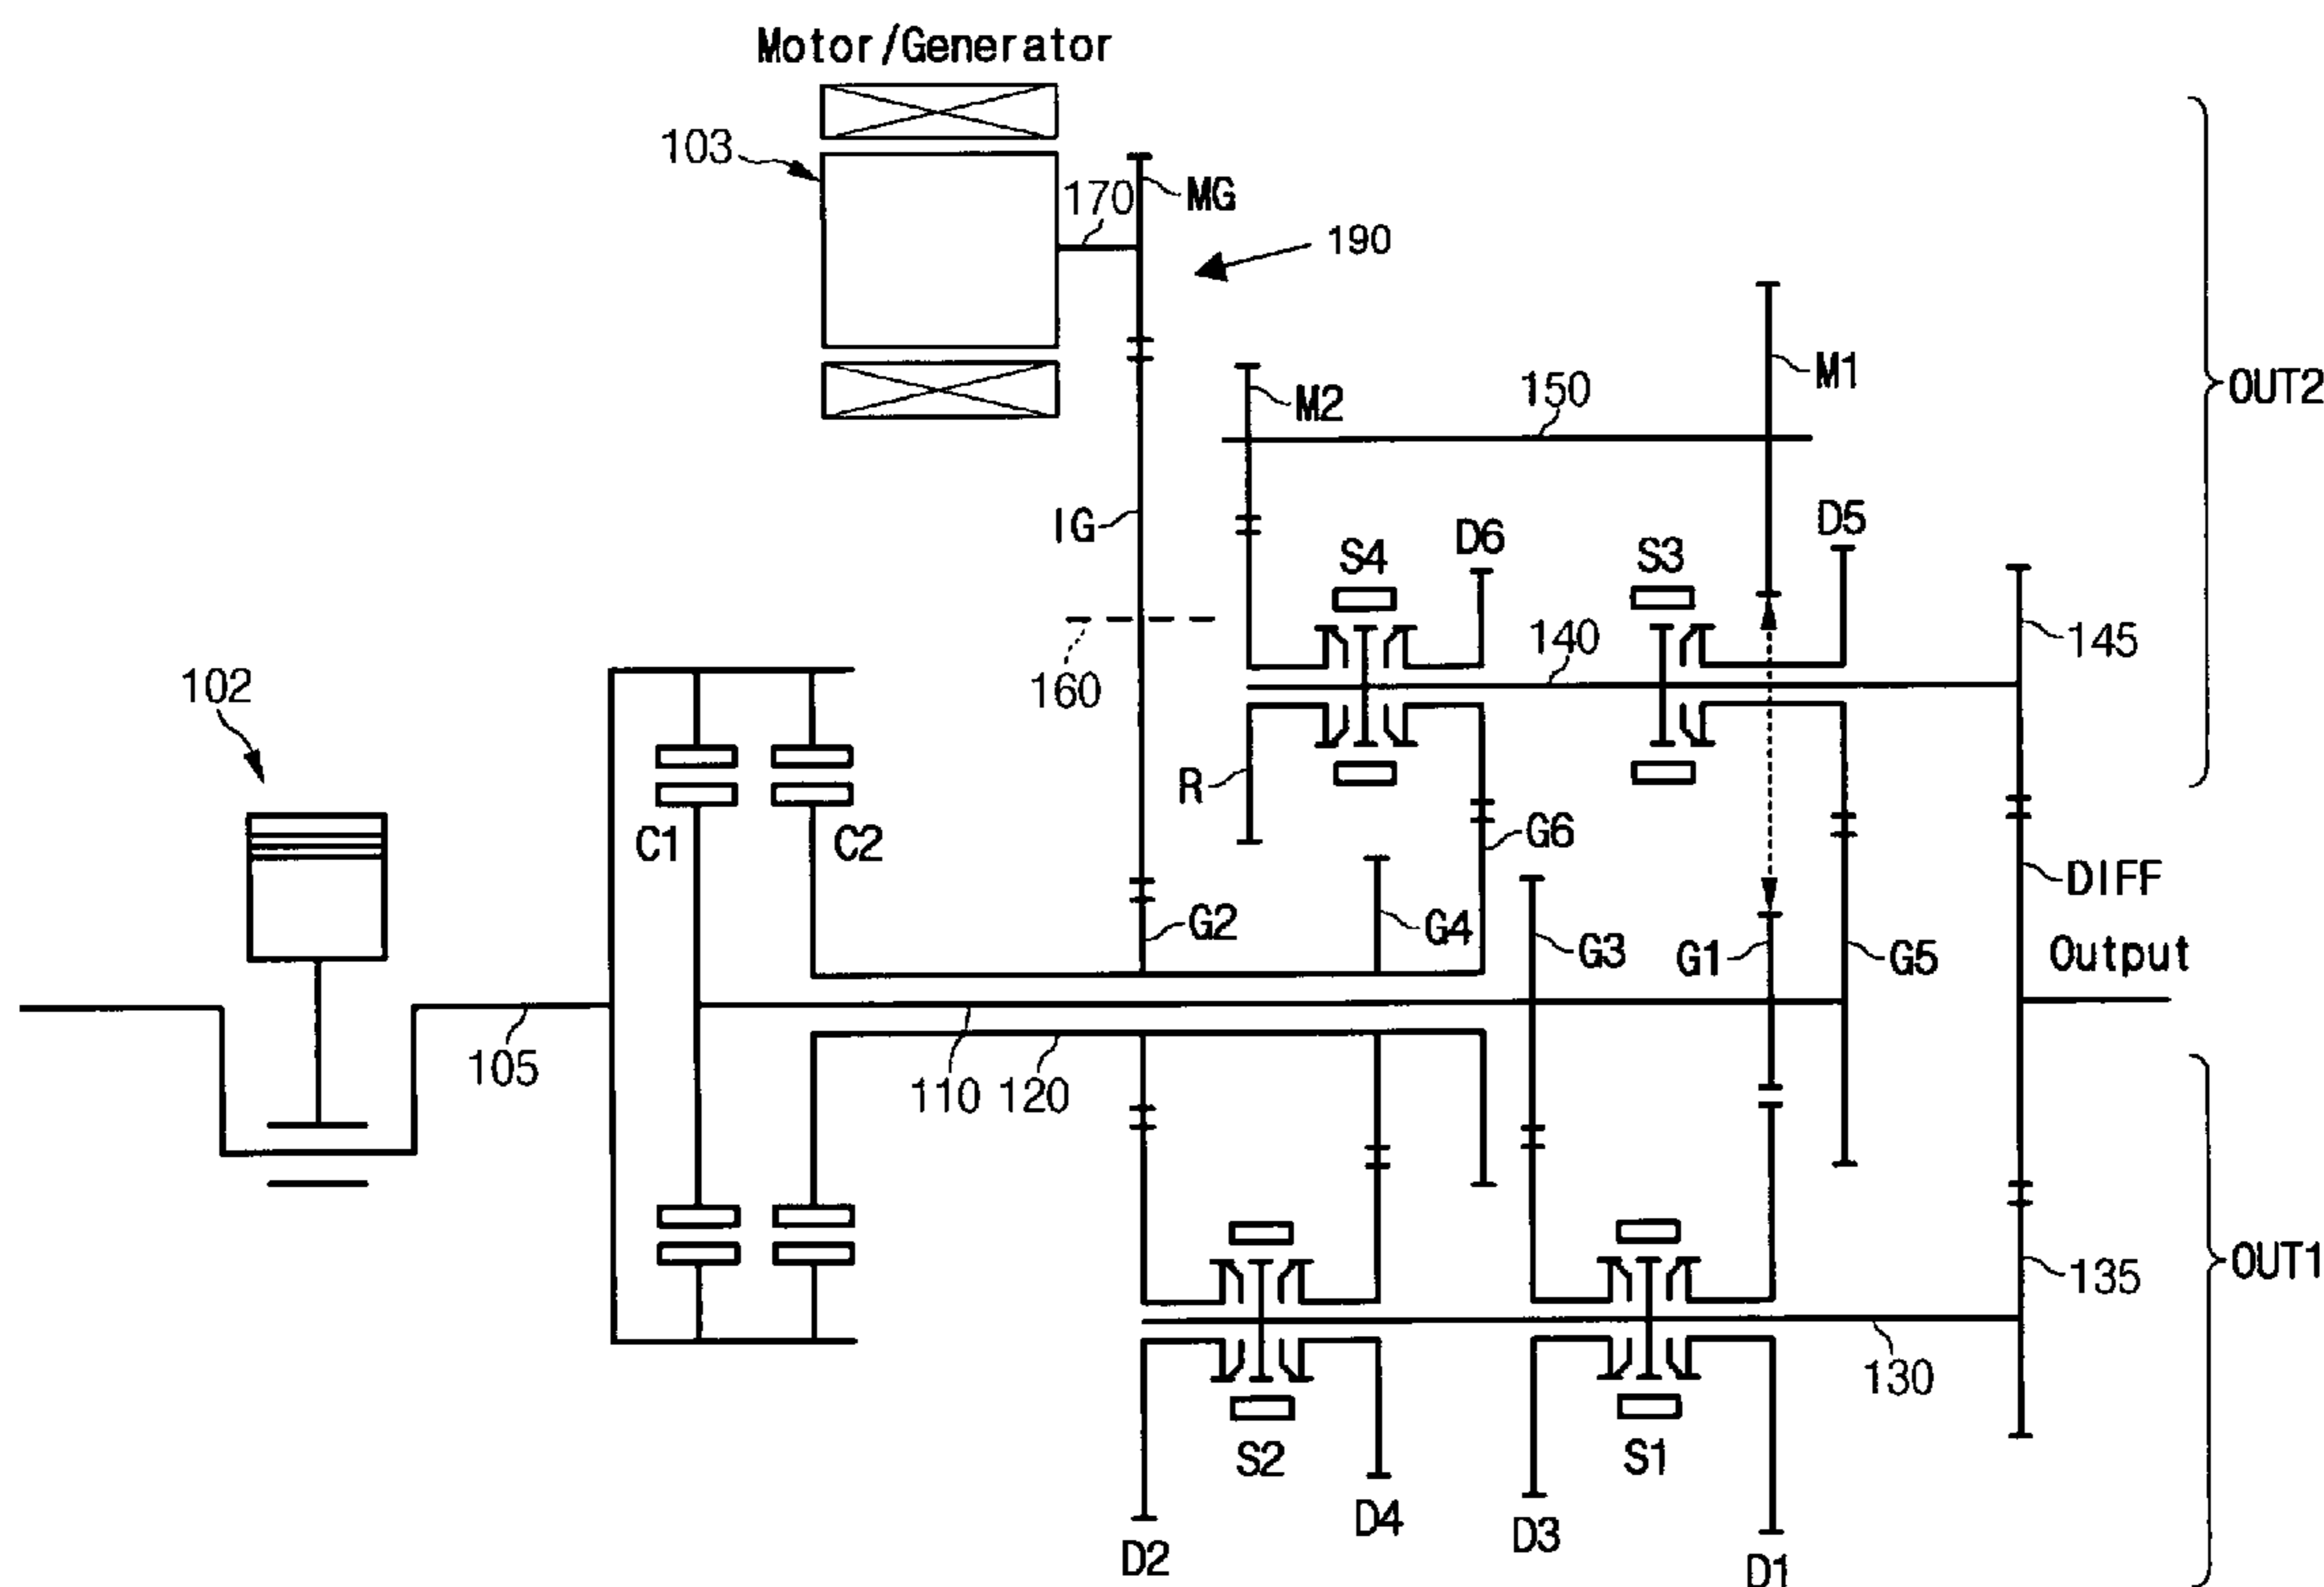 Motor/Generator
103
170
MG
190
M2
150
M1
OUT2
IG
S4
D6
S3
D5
160
140
145
102
R
C1
C2
G6
DIFF
G2
G4
G3
G1
G5
Output
105
110
120
135
OUT1
130
S2
S1
D4
D3
D2
D1